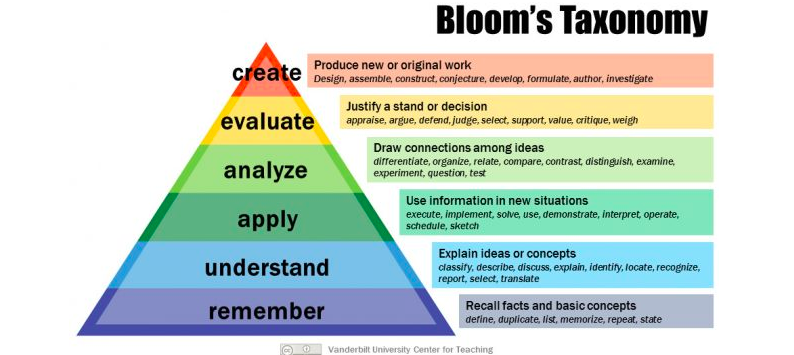 Bloom's Taxonomy
create
Produce new or original work
Design, assemble, construct, conjecture, develop, formulate, author, investigate
evaluate
Justify a stand or decision
appraise, argue, defend, judge, select, support, value, critique, weigh
analyze
Draw connections among ideas
differentiate, organize, relate, compare, contrast, distinguish, examine,
experiment, question, test
apply
Use information in new situations
execute, implement, solve, use, demonstrate, interpret, operate,
schedule, sketch
understand
Explain ideas or concepts
classify, describe, discuss, explain, identify, locate, recognize,
report, select, translate
remember
Recall facts and basic concepts
define, duplicate, list, memorize, repeat, state
cc
Vanderbilt University Center for Teaching